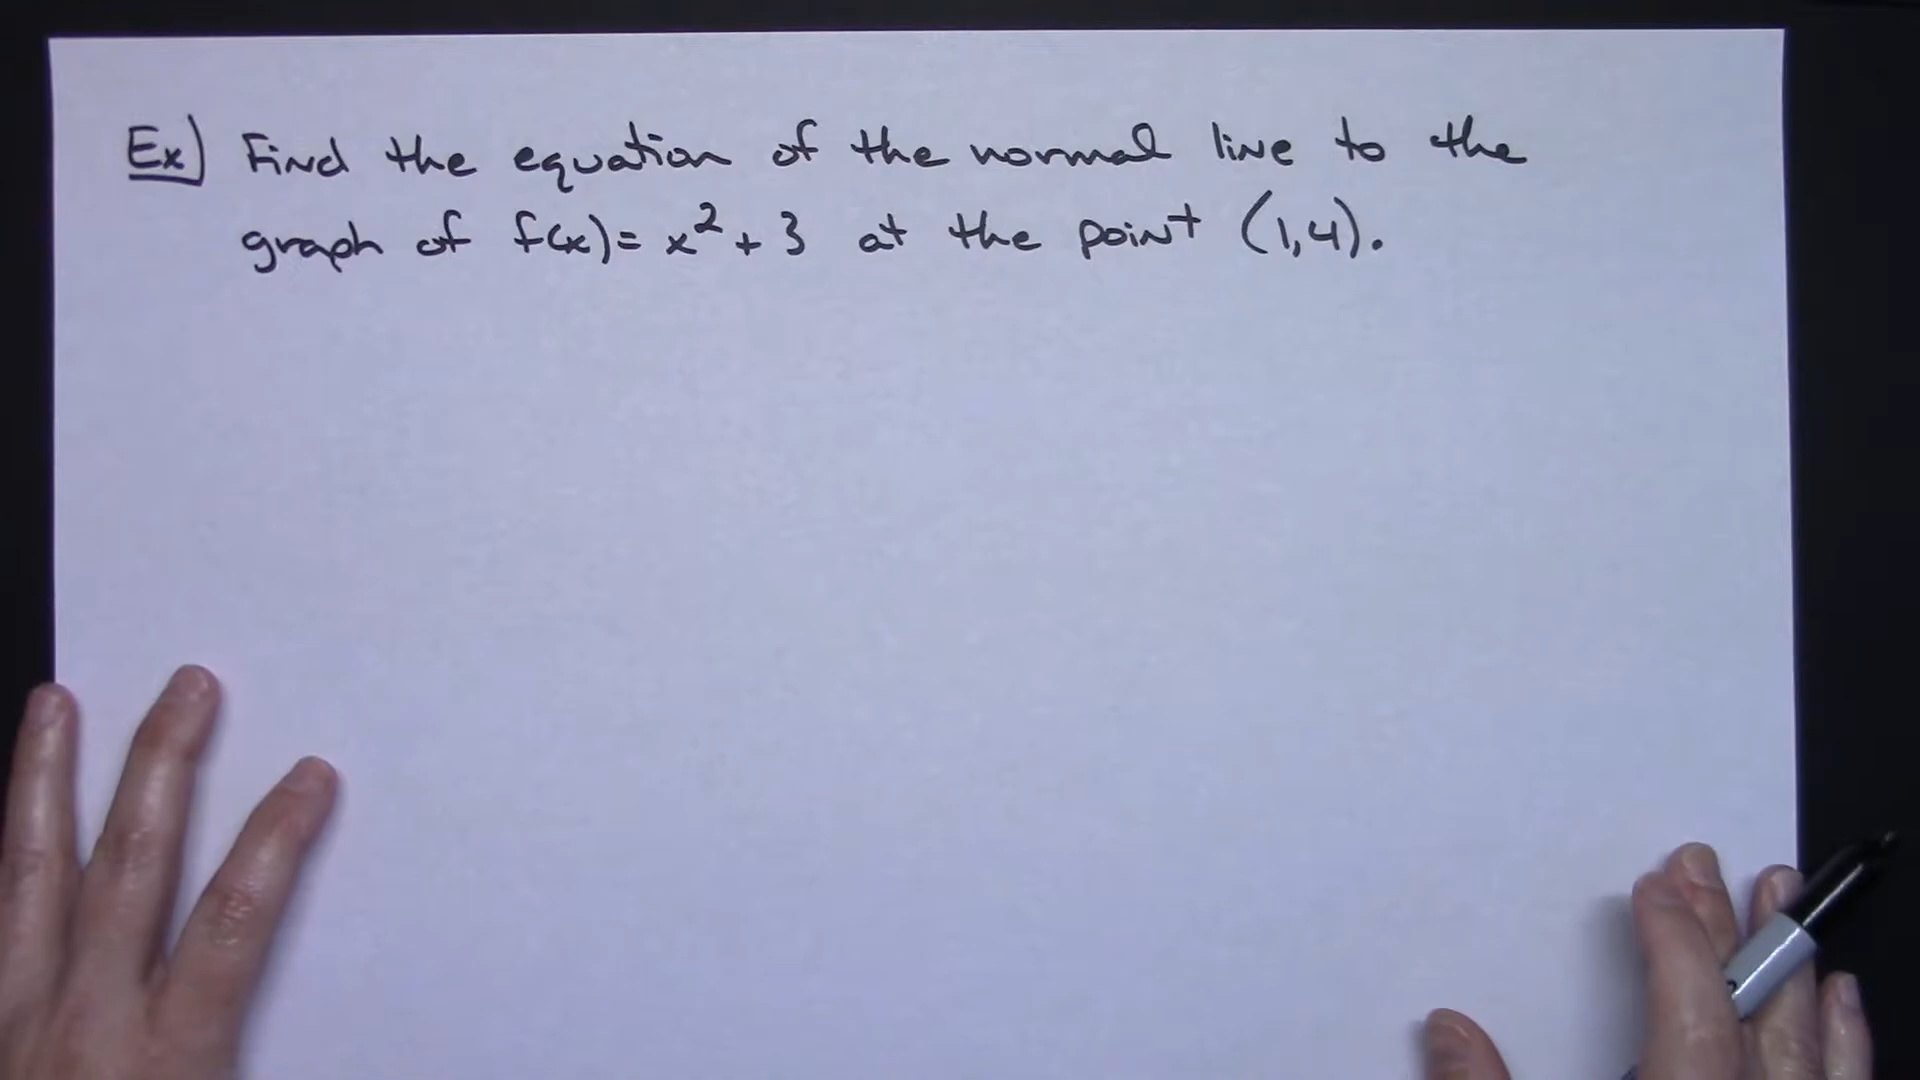 Ex) Find the equation of the normal line to the
graph of f(x) = x² + 3 at the point (1,4).